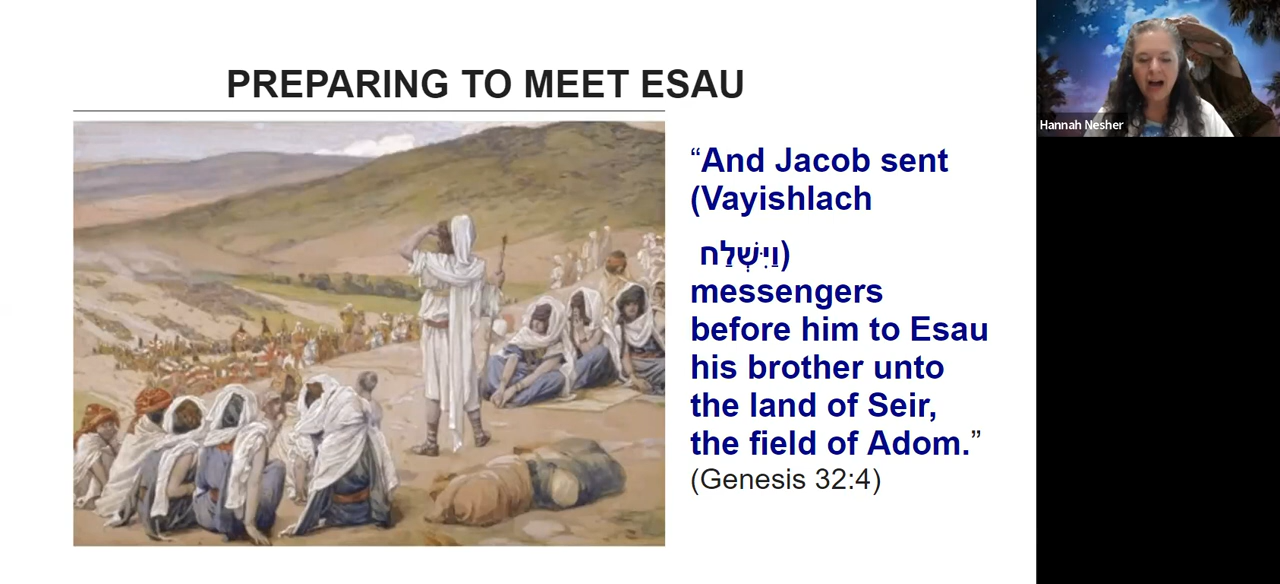 PREPARING TO MEET ESAU
“And Jacob sent
(Vayishlach
וַיִּשְׁלַח)
messengers
before him to Esau
his brother unto
the land of Seir,
the field of Adom.”
(Genesis 32:4)
Hannah Nesher